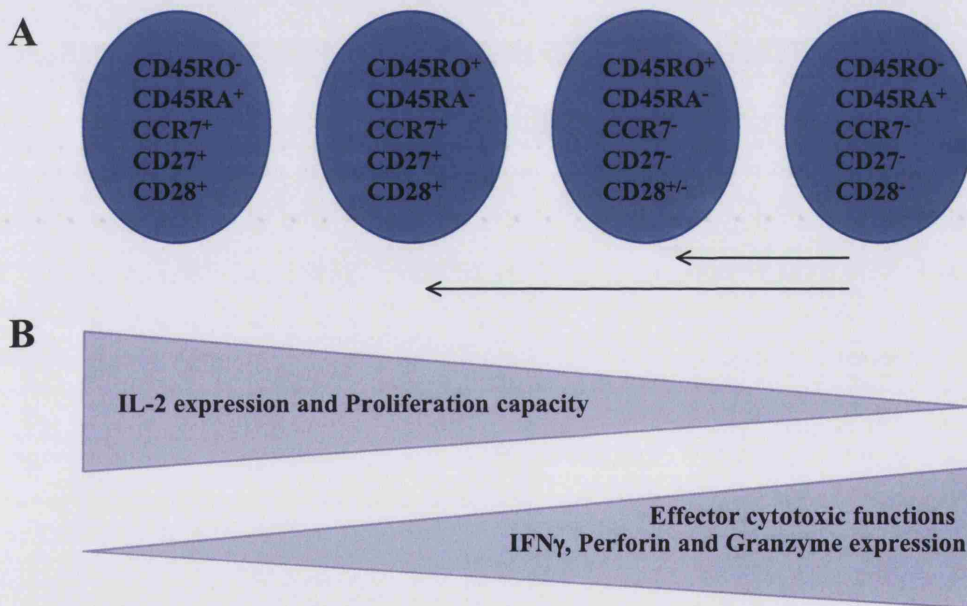 A
CD45RO⁻
CD45RA⁺
CCR7⁺
CD27⁺
CD28⁺
CD45RO⁺
CD45RA⁻
CCR7⁺
CD27⁺
CD28⁺
CD45RO⁺
CD45RA⁻
CCR7⁻
CD27⁻
CD28⁺/⁻
CD45RO⁻
CD45RA⁺
CCR7⁻
CD27⁻
CD28⁻
B
IL-2 expression and Proliferation capacity
Effector cytotoxic functions
IFNγ, Perforin and Granzyme expression